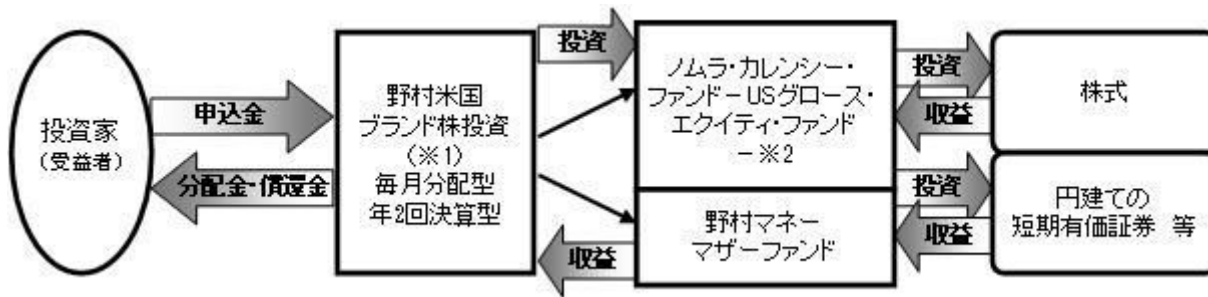 投資家
（受益者）
申込金
分配金・償還金
野村米国
ブランド株投資
（※1）
毎月分配型
年2回決算型
投資
収益
ノムラ・カレンシー・
ファンド－USグロース・
エクイティ・ファンド
－※2
野村マネー
マザーファンド
投資
収益
投資
収益
株式
円建ての
短期有価証券 等